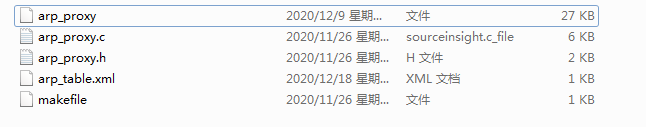 arp_proxy 2020/12/9 星期... 文件 27 KB
arp_proxy.c 2020/11/26 星期... sourceinsight.c_file 6 KB
arp_proxy.h 2020/11/26 星期... H 文件 2 KB
arp_table.xml 2020/12/18 星期... XML 文档 1 KB
makefile 2020/11/26 星期... 文件 1 KB